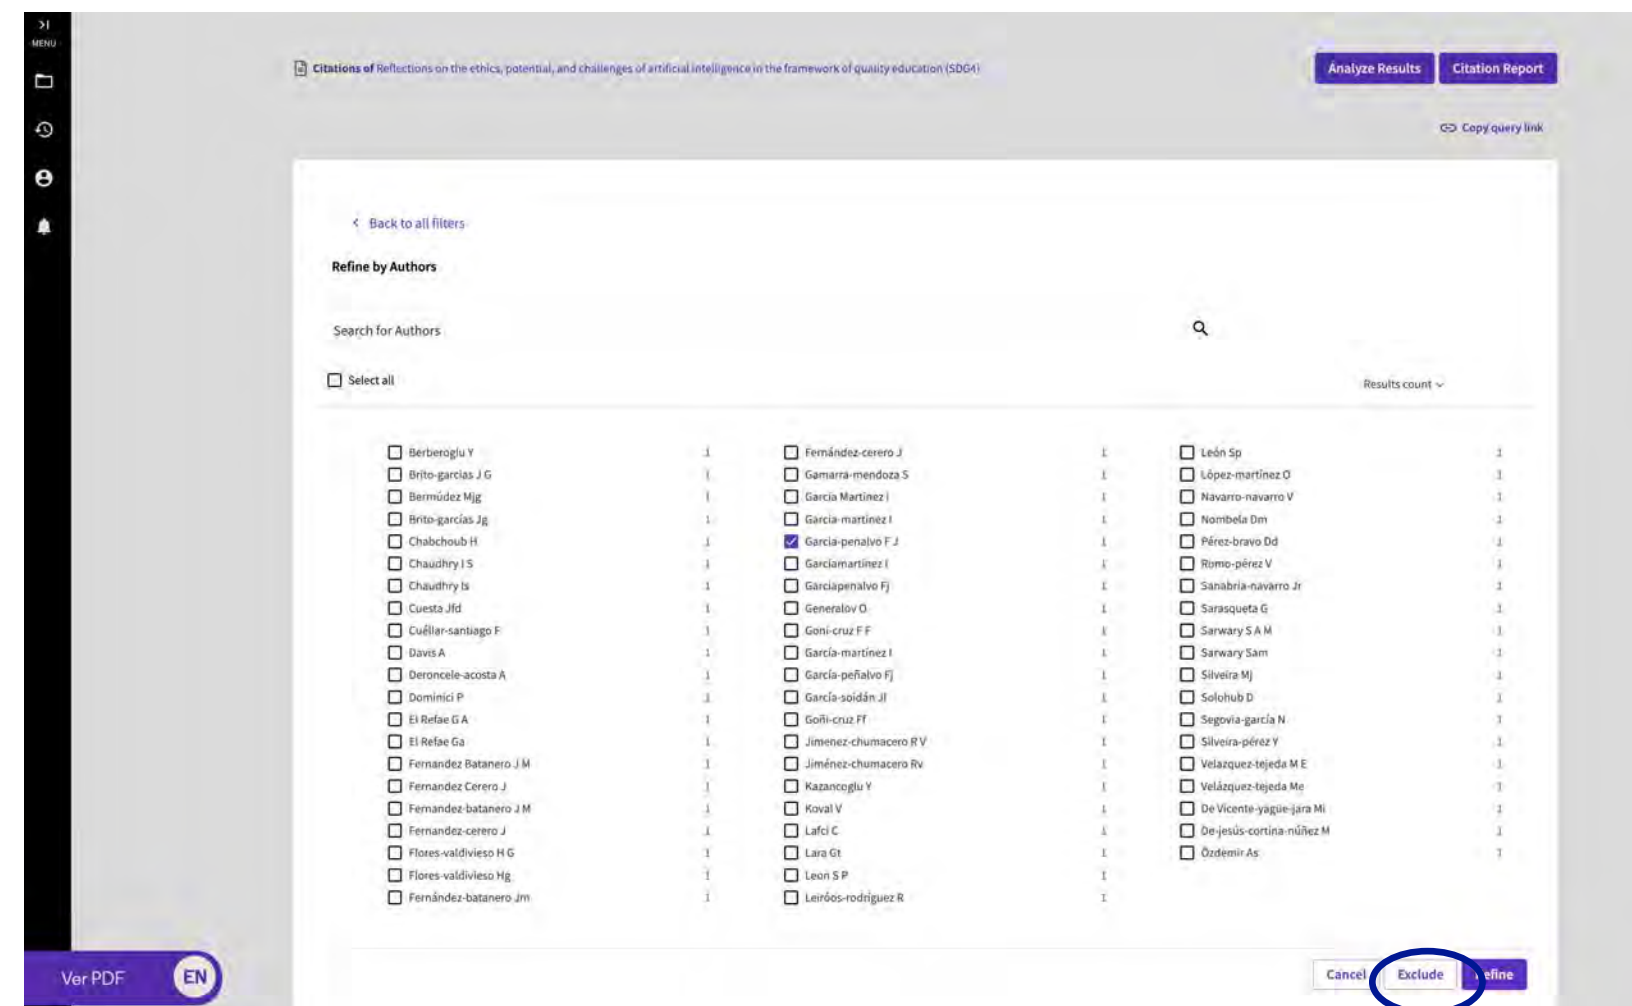 MENU
Citations of Reflections on the ethics, potential, and challenges of artificial intelligence in the framework of quality education (SDG4)
Analyze Results
Citation Report
Copy query link
Back to all filters
Refine by Authors
Search for Authors
Select all
Results count
Berberoglu Y 1
Brito-garcias J G 1
Bermúdez Mjg 1
Brito-garcías Jg 1
Chabchoub H 1
Chaudhry I S 1
Chaudhry Is 1
Cuesta Jfd 1
Cuéllar-santiago F 1
Davis A 1
Deroncele-acosta A 1
Dominici P 1
El Refae G A 1
El Refae Ga 1
Fernandez Batanero J M 1
Fernandez Cerero J 1
Fernandez-batanero J M 1
Fernandez-cerero J 1
Flores-valdivieso H G 1
Flores-valdivieso Hg 1
Fernández-batanero Jm 1
Fernández-cerero J 1
Gamarra-mendoza S 1
Garcia Martinez I 1
Garcia-martinez I 1
Garcia-penalvo F J 1
Garciamartinez I 1
Garciapenalvo Fj 1
Generalov O 1
Goni-cruz F F 1
García-martínez I 1
García-peñalvo Fj 1
García-soidán Jl 1
Goñi-cruz Ff 1
Jimenez-chumacero R V 1
Jiménez-chumacero Rv 1
Kazancoglu Y 1
Koval V 1
Lafci C 1
Lara Gt 1
Leon S P 1
Leiróos-rodríguez R 1
León Sp 1
López-martínez O 1
Navarro-navarro V 1
Nombela Dm 1
Pérez-bravo Dd 1
Romo-pérez V 1
Sanabria-navarro Jr 1
Sarasqueta G 1
Sarwary S A M 1
Sarwary Sam 1
Silveira Mj 1
Solohub D 1
Segovia-garcía N 1
Silveira-pérez Y 1
Velazquez-tejeda M E 1
Velázquez-tejeda Me 1
De Vicente-yagüe-jara Mi 1
De-jesús-cortina-núñez M 1
Özdemir As 1
Cancel
Exclude
Refine
Ver PDF
EN